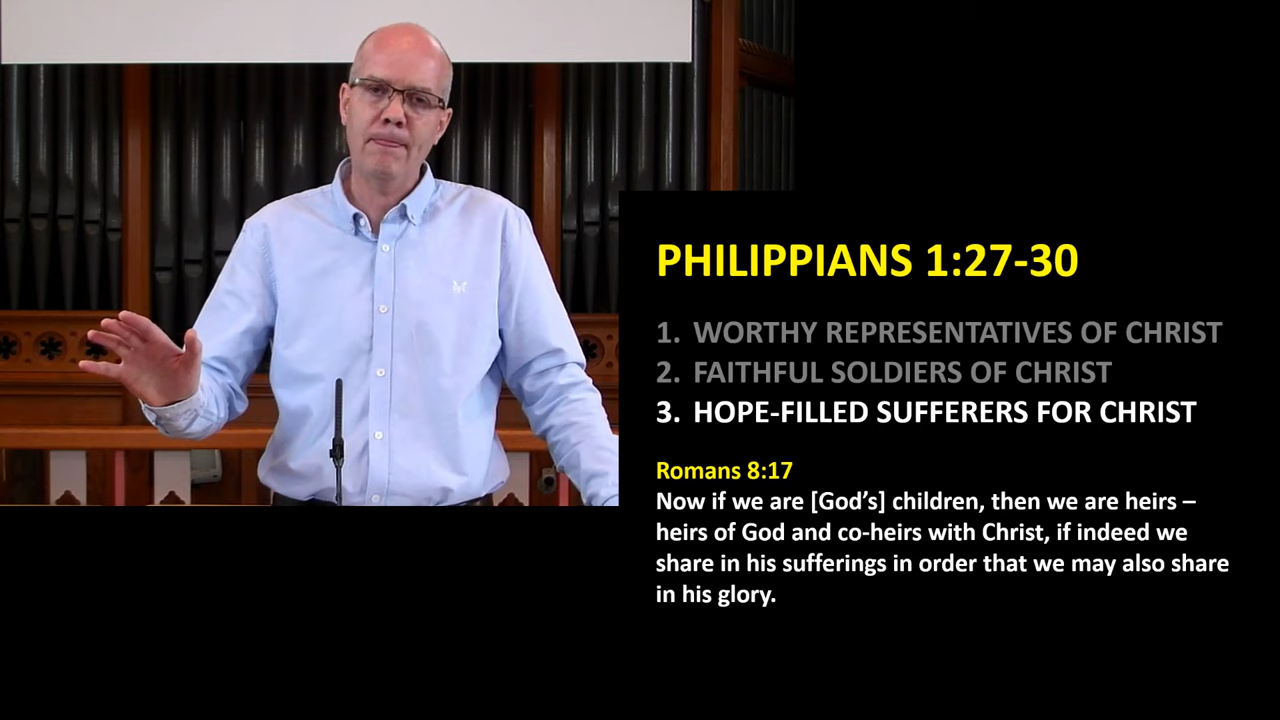 PHILIPPIANS 1:27-30
1. WORTHY REPRESENTATIVES OF CHRIST
2. FAITHFUL SOLDIERS OF CHRIST
3. HOPE-FILLED SUFFERERS FOR CHRIST
Romans 8:17
Now if we are [God’s] children, then we are heirs –
heirs of God and co-heirs with Christ, if indeed we
share in his sufferings in order that we may also share
in his glory.